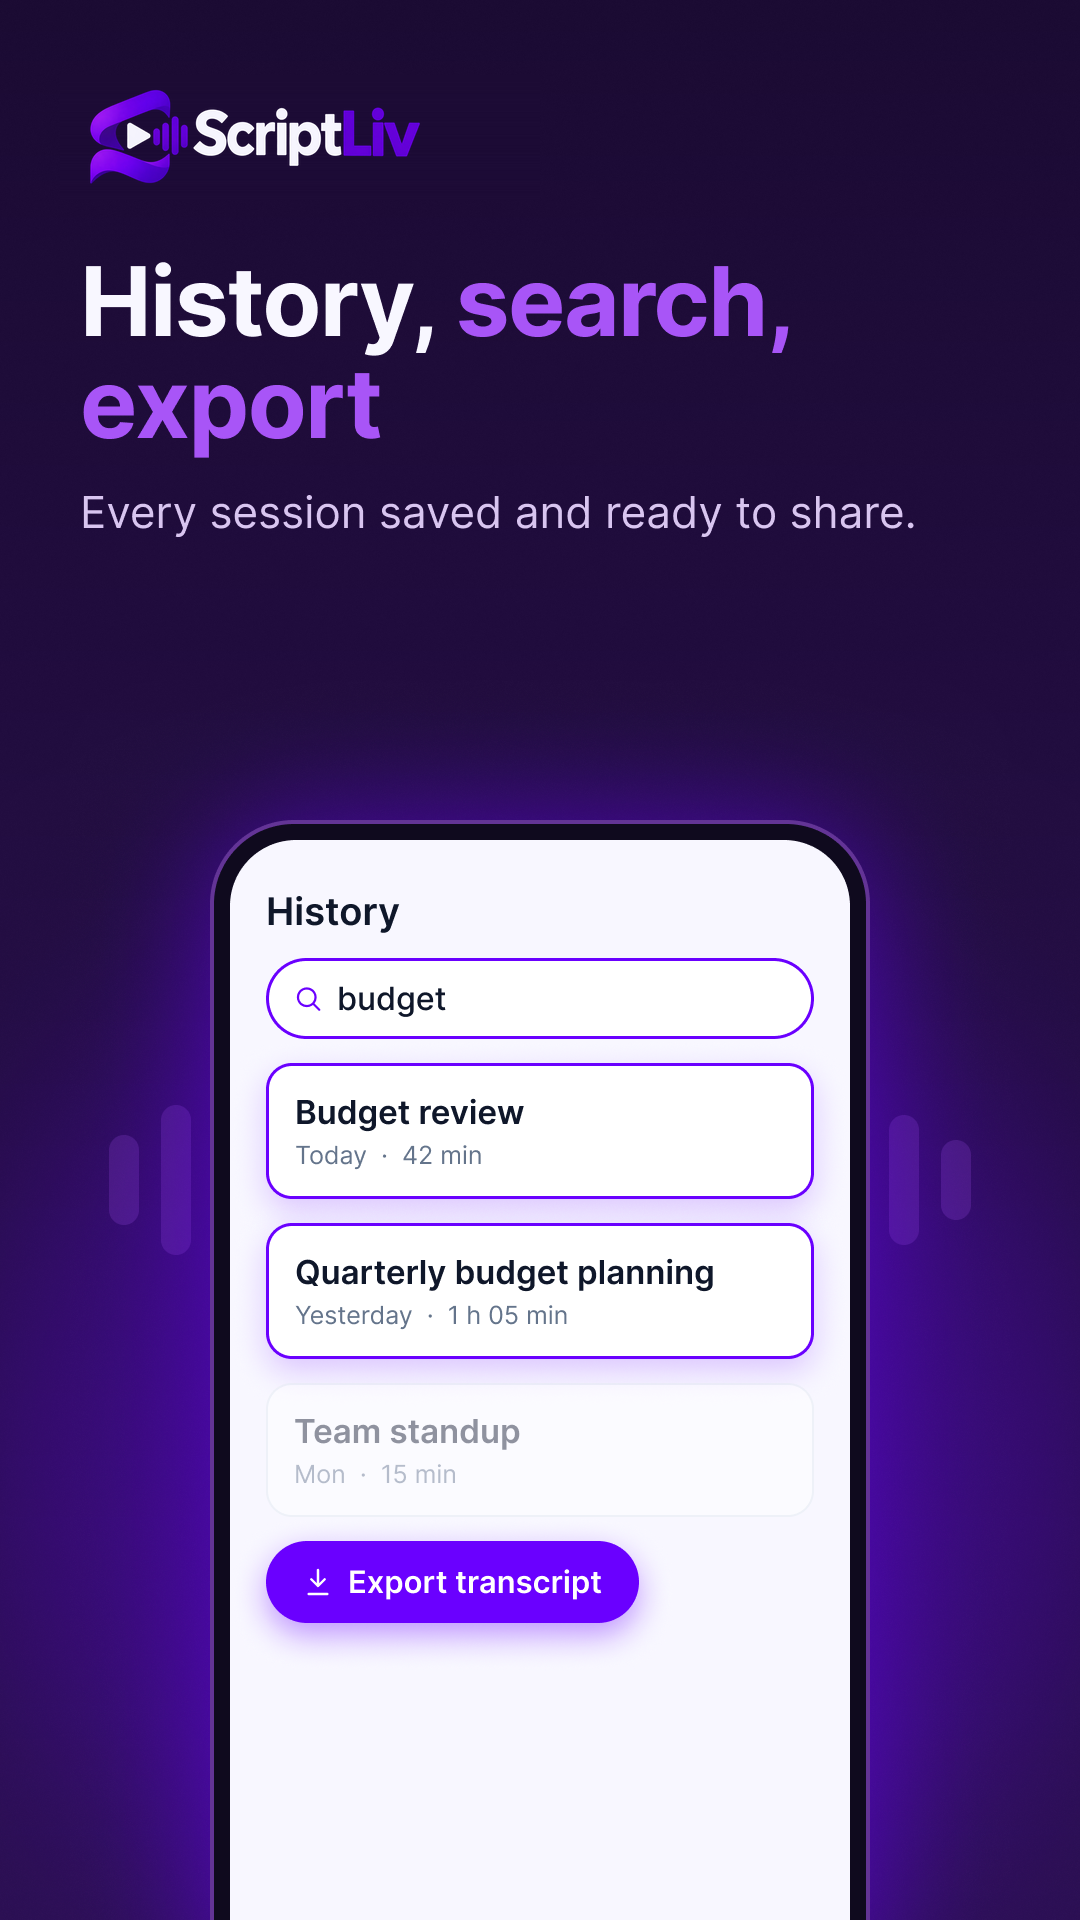 ScriptLiv
History, search,
export
Every session saved and ready to share.
History
budget
Budget review
Today · 42 min
Quarterly budget planning
Yesterday · 1 h 05 min
Team standup
Mon · 15 min
Export transcript